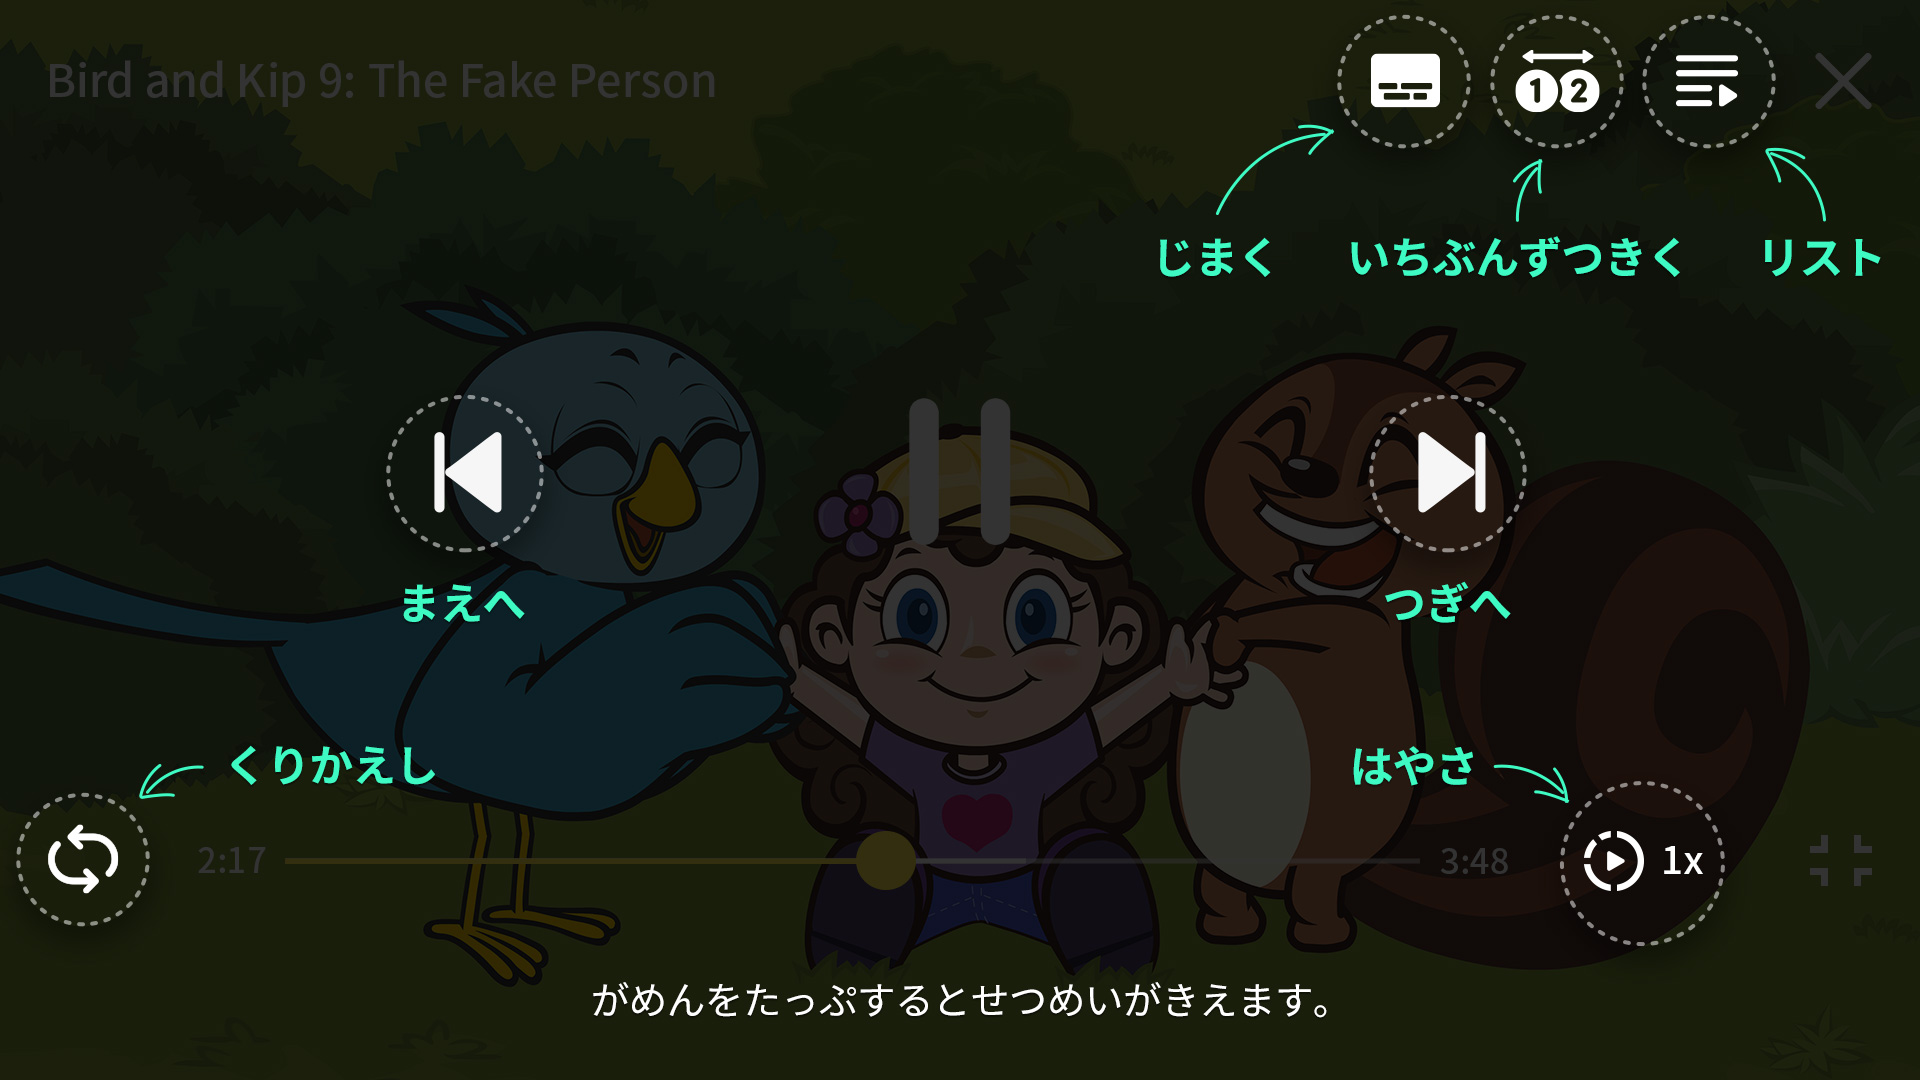 Bird and Kip 9: The Fake Person
1 2
じまく
いちぶんずつきく
リスト
まえへ
つぎへ
くりかえし
はやさ
2:17
3:48
1x
がめんをたっぷするとせつめいがきえます。